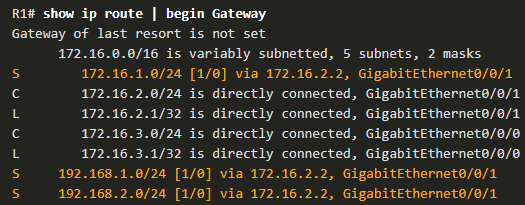 R1# show ip route | begin Gateway
Gateway of last resort is not set
172.16.0.0/16 is variably subnetted, 5 subnets, 2 masks
S 172.16.1.0/24 [1/0] via 172.16.2.2, GigabitEthernet0/0/1
C 172.16.2.0/24 is directly connected, GigabitEthernet0/0/1
L 172.16.2.1/32 is directly connected, GigabitEthernet0/0/1
C 172.16.3.0/24 is directly connected, GigabitEthernet0/0/0
L 172.16.3.1/32 is directly connected, GigabitEthernet0/0/0
S 192.168.1.0/24 [1/0] via 172.16.2.2, GigabitEthernet0/0/1
S 192.168.2.0/24 [1/0] via 172.16.2.2, GigabitEthernet0/0/1